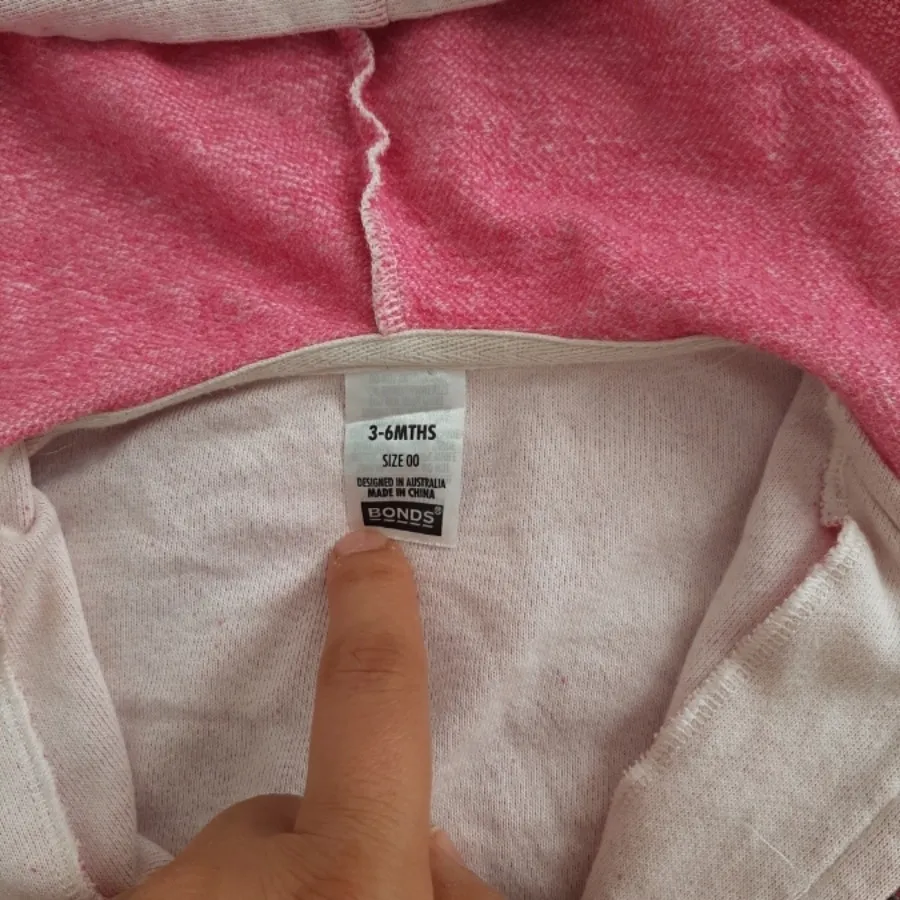 3-6MTHS
SIZE 00
DESIGNED IN AUSTRALIA
MADE IN CHINA
BONDS®